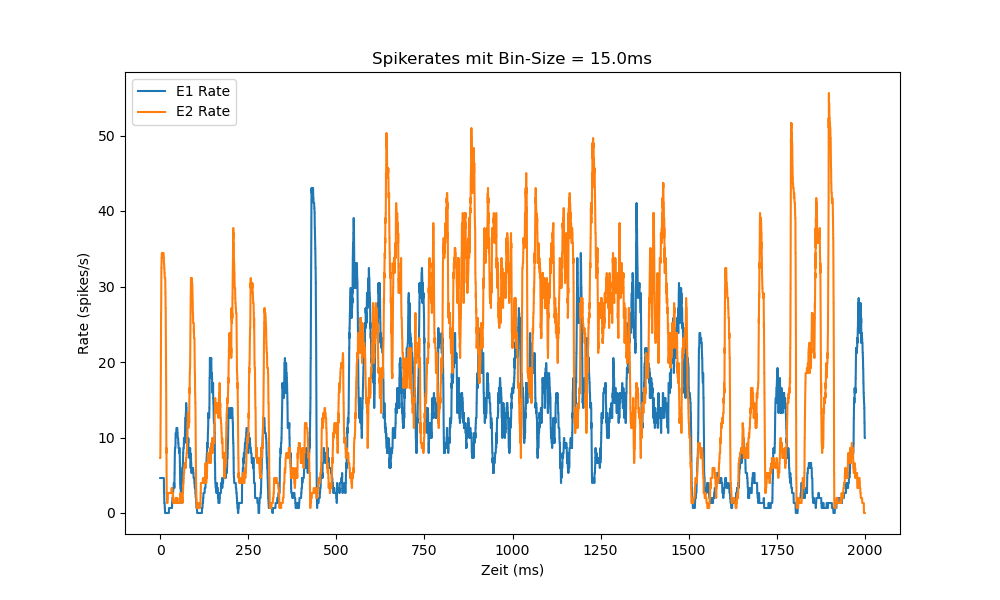 Spikerates mit Bin-Size = 15.0ms
E1 Rate
E2 Rate
50
40
30
20
10
0
Rate (spikes/s)
0 250 500 750 1000 1250 1500 1750 2000
Zeit (ms)